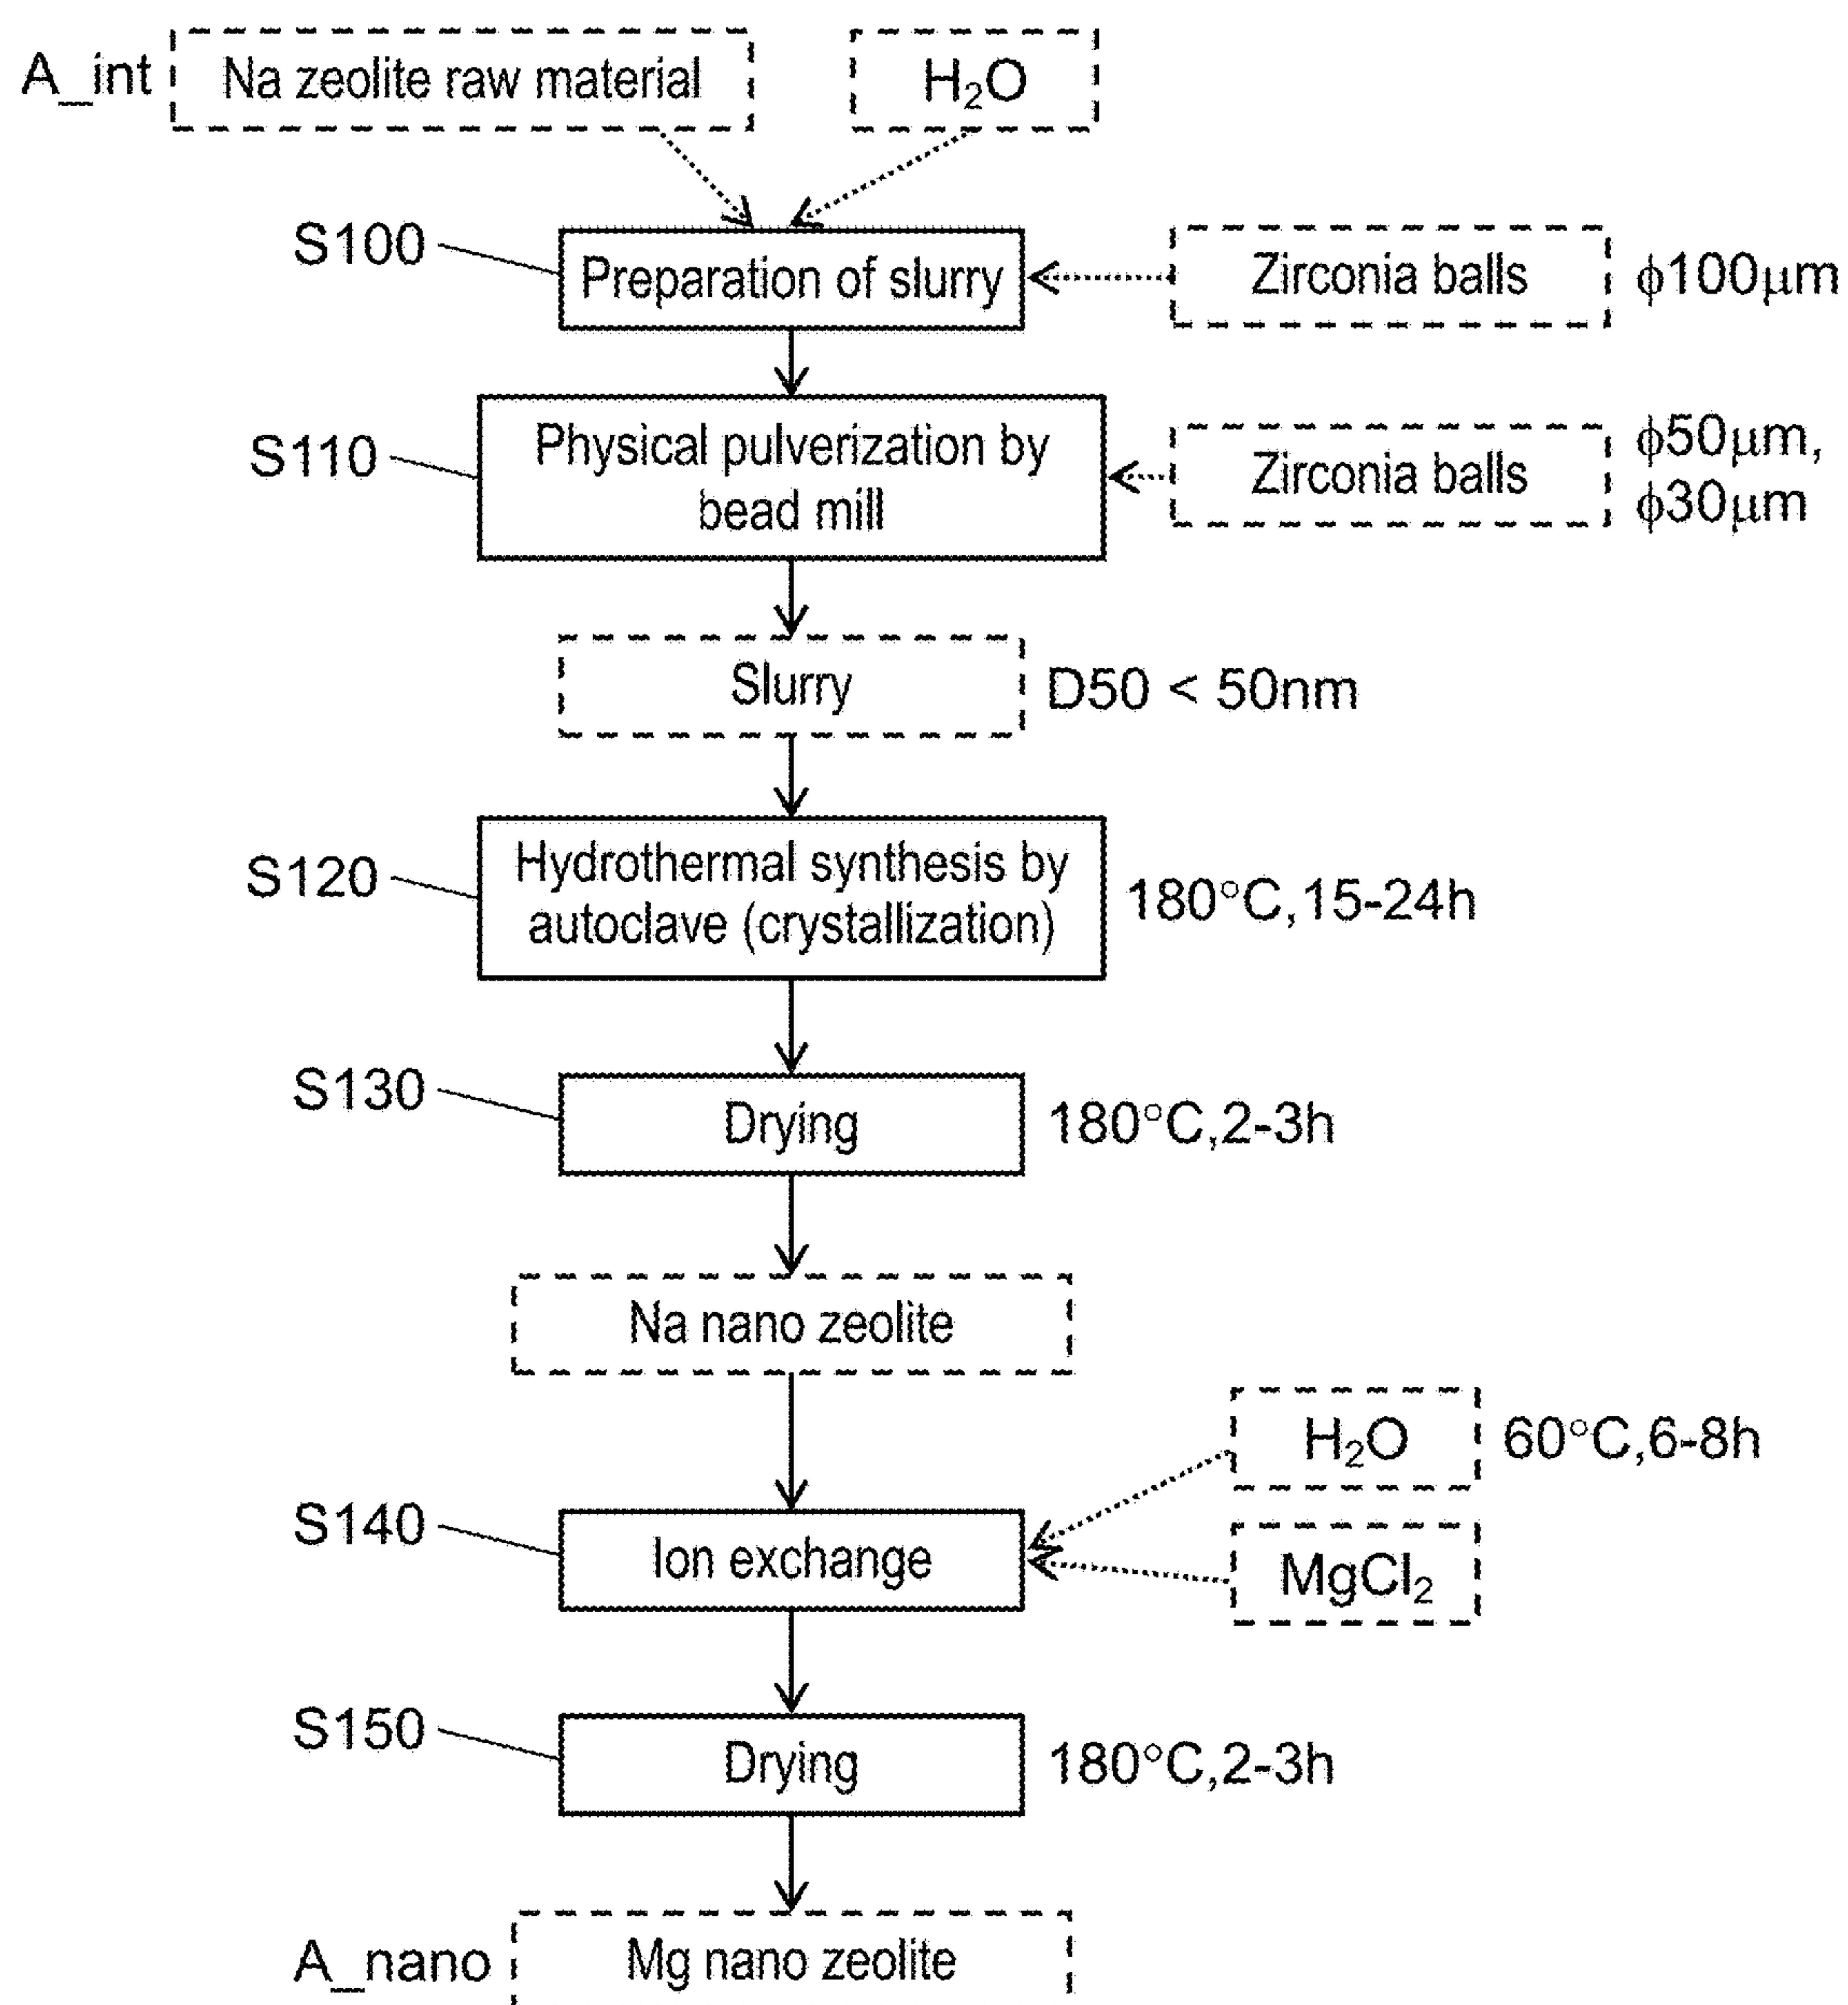 A_int
Na zeolite raw material
H₂O
S100
Preparation of slurry
Zirconia balls
ϕ100μm
S110
Physical pulverization by
bead mill
Zirconia balls
ϕ50μm,
ϕ30μm
Slurry
D50 < 50nm
S120
Hydrothermal synthesis by
autoclave (crystallization)
180°C,15-24h
S130
Drying
180°C,2-3h
Na nano zeolite
H₂O
60°C,6-8h
S140
Ion exchange
MgCl₂
S150
Drying
180°C,2-3h
A_nano
Mg nano zeolite